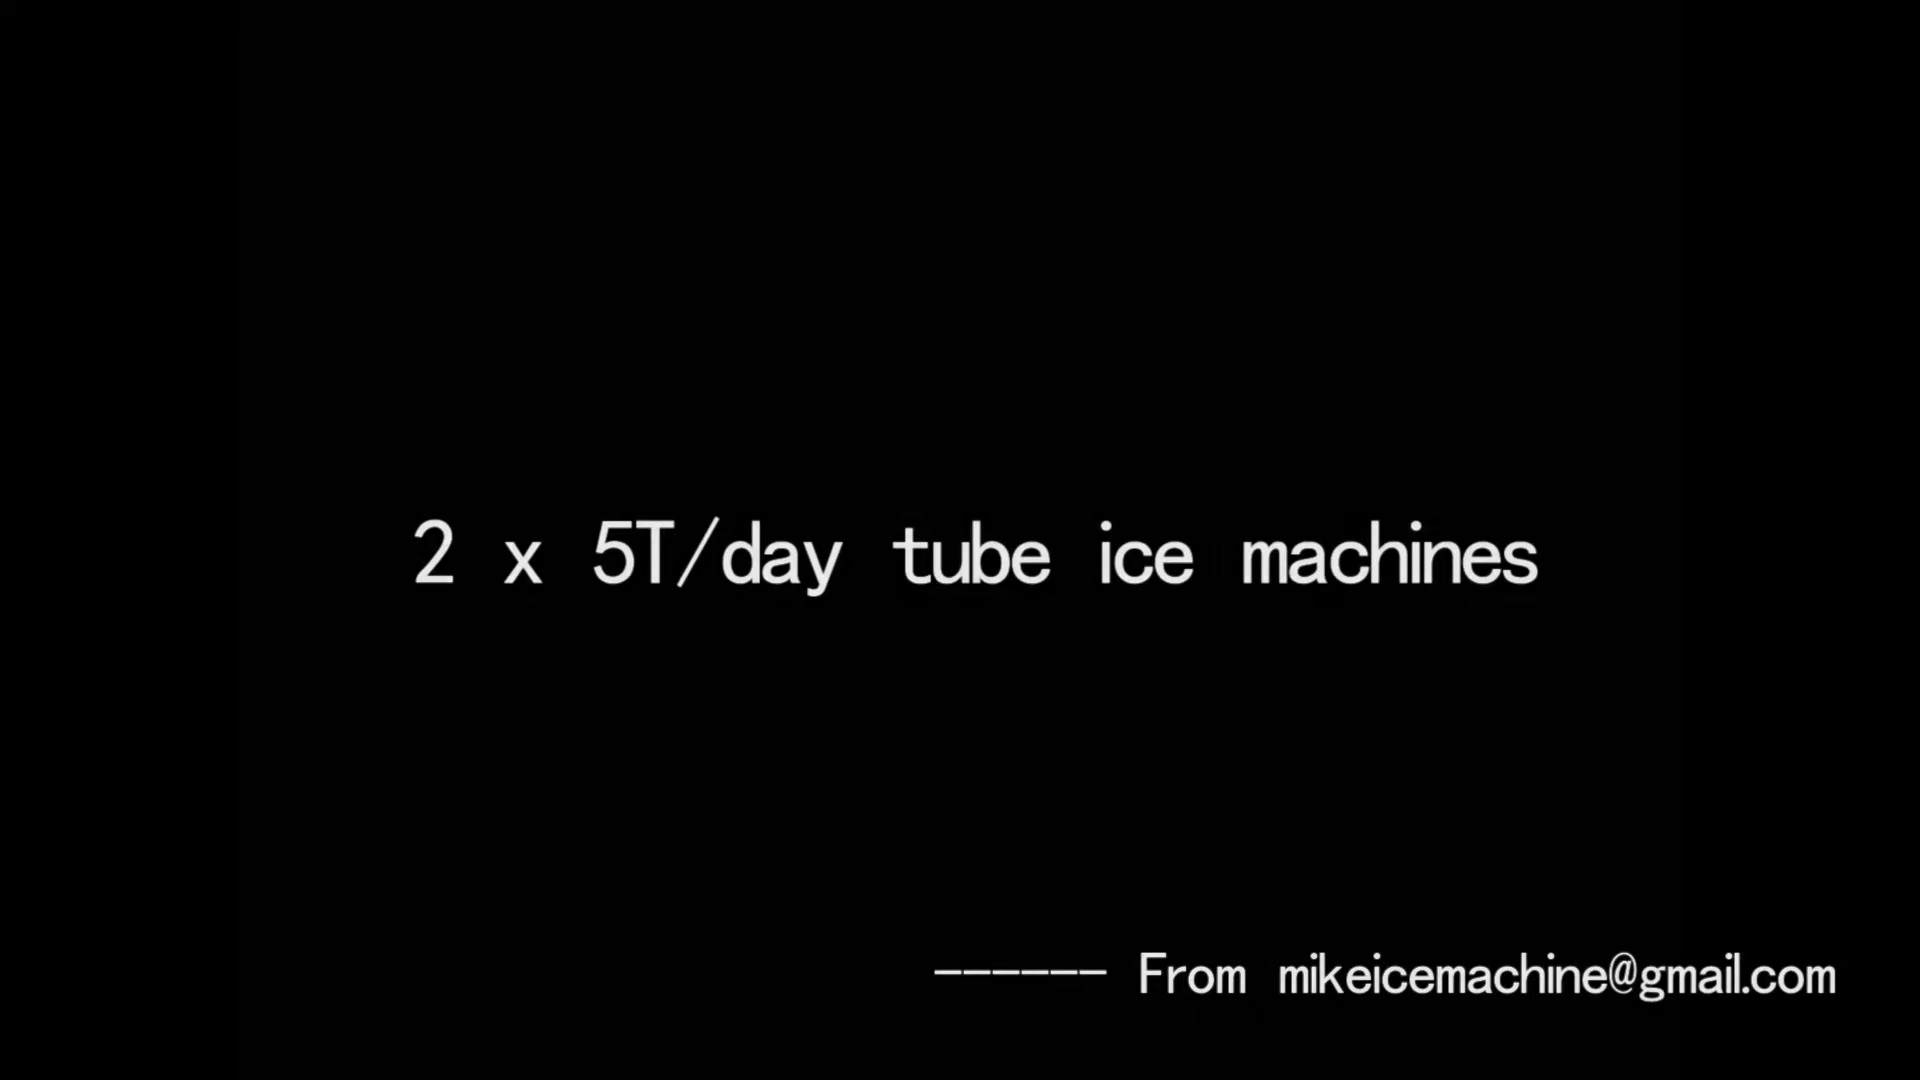 2 x 5T/day tube ice machines
------ From mikeicemachine@gmail.com